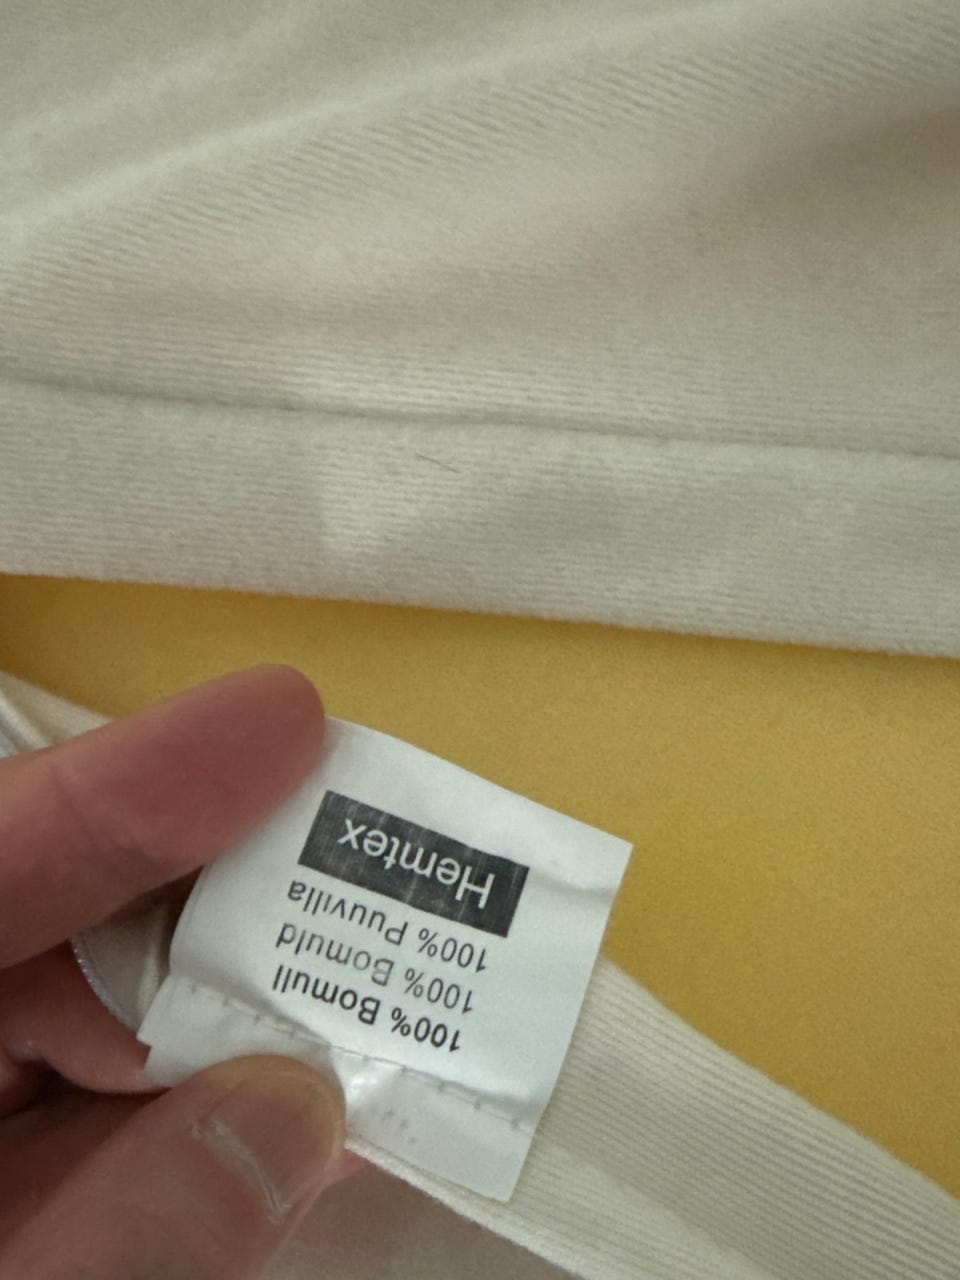 100% Bomull
100% Bomuld
100% Puuvilla
Hemtex